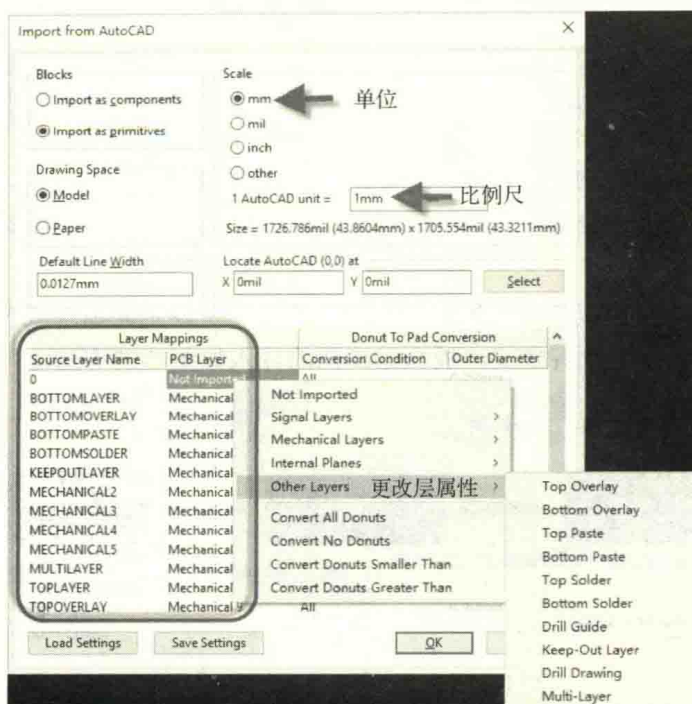 Import from AutoCAD
Blocks
Import as components
Import as primitives
Scale
mm
单位
mil
inch
other
Drawing Space
Model
Paper
1 AutoCAD unit = 1mm
比例尺
Size = 1726.786mil (43.8604mm) x 1705.554mil (43.3211mm)
Default Line Width
0.0127mm
Locate AutoCAD (0,0) at
X 0mil Y 0mil Select
Layer Mappings Donut To Pad Conversion
Source Layer Name PCB Layer Conversion Condition Outer Diameter
0 Not Imported All
BOTTOMLAYER Mechanical
BOTTOMOVERLAY Mechanical
BOTTOMPASTE Mechanical
BOTTOMSOLDER Mechanical
KEEPOUTLAYER Mechanical
MECHANICAL2 Mechanical
MECHANICAL3 Mechanical
MECHANICAL4 Mechanical
MECHANICAL5 Mechanical
MULTILAYER Mechanical
TOPLAYER Mechanical
TOPOVERLAY Mechanical 9 All
Not Imported
Signal Layers
Mechanical Layers
Internal Planes
Other Layers 更改层属性
Convert All Donuts
Convert No Donuts
Convert Donuts Smaller Than
Convert Donuts Greater Than
Top Overlay
Bottom Overlay
Top Paste
Bottom Paste
Top Solder
Bottom Solder
Drill Guide
Keep-Out Layer
Drill Drawing
Multi-Layer
Load Settings Save Settings OK